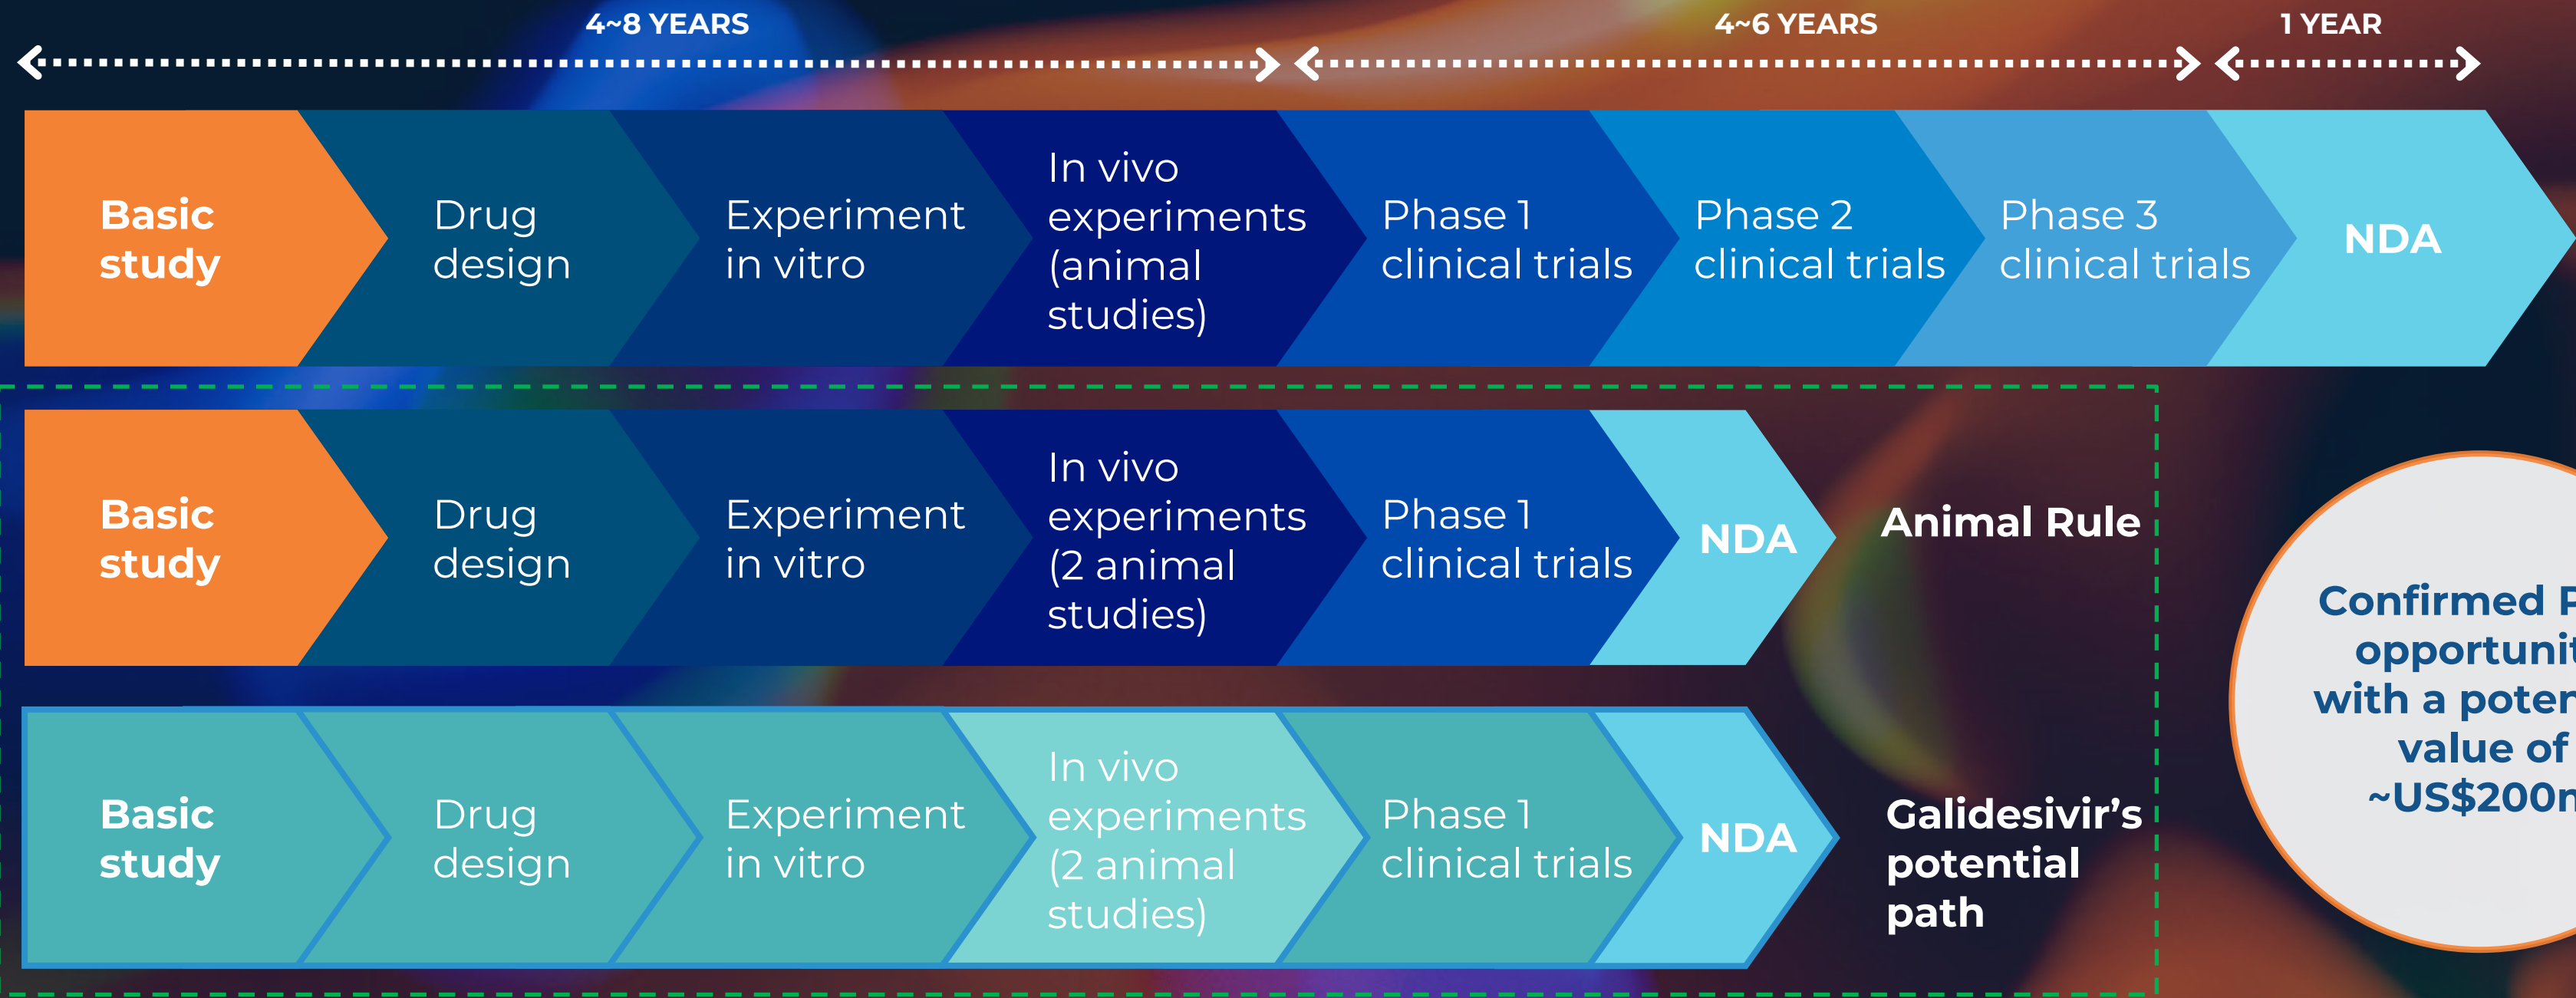 4~8 YEARS
4~6 YEARS
1 YEAR
Basic
study
Drug
design
Experiment
in vitro
In vivo
experiments
(animal
studies)
Phase 1
clinical trials
Phase 2
clinical trials
Phase 3
clinical trials
NDA
Basic
study
Drug
design
Experiment
in vitro
In vivo
experiments
(2 animal
studies)
Phase 1
clinical trials
NDA
Animal Rule
Basic
study
Drug
design
Experiment
in vitro
In vivo
experiments
(2 animal
studies)
Phase 1
clinical trials
NDA
Galidesivir’s
potential
path
Confirmed
with a
value of